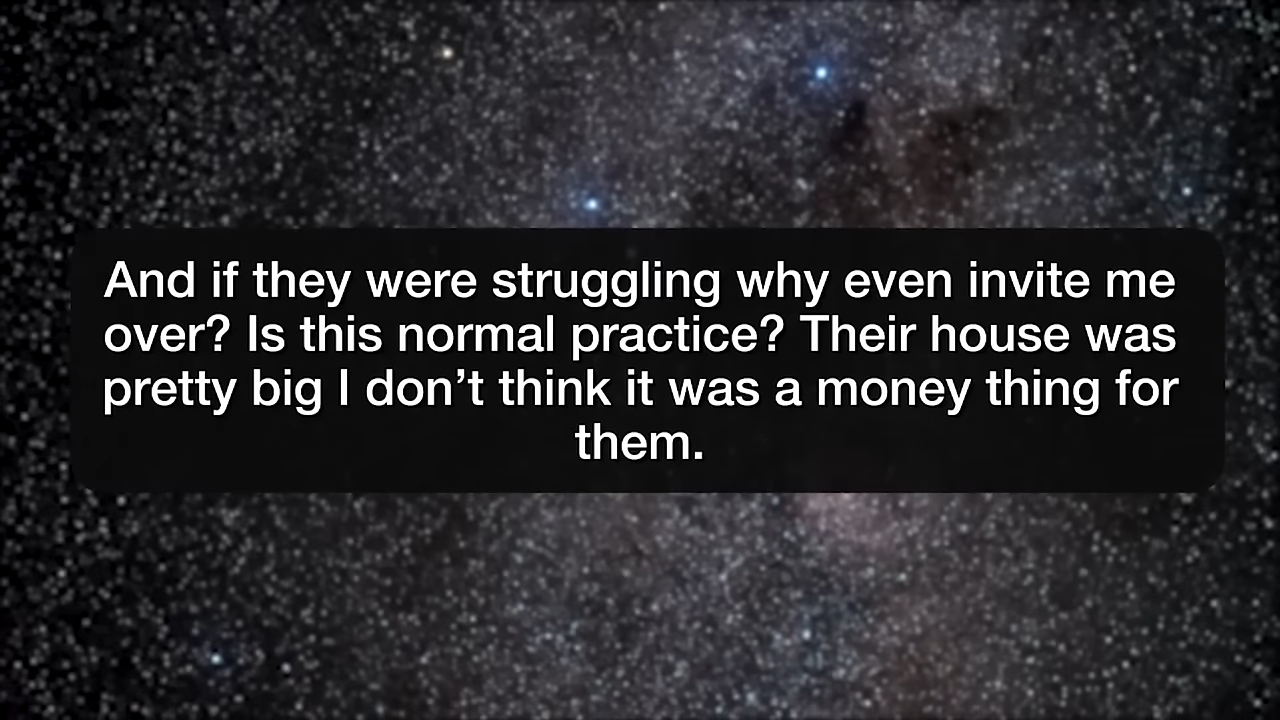 And if they were struggling why even invite me
over? Is this normal practice? Their house was
pretty big I don’t think it was a money thing for
them.